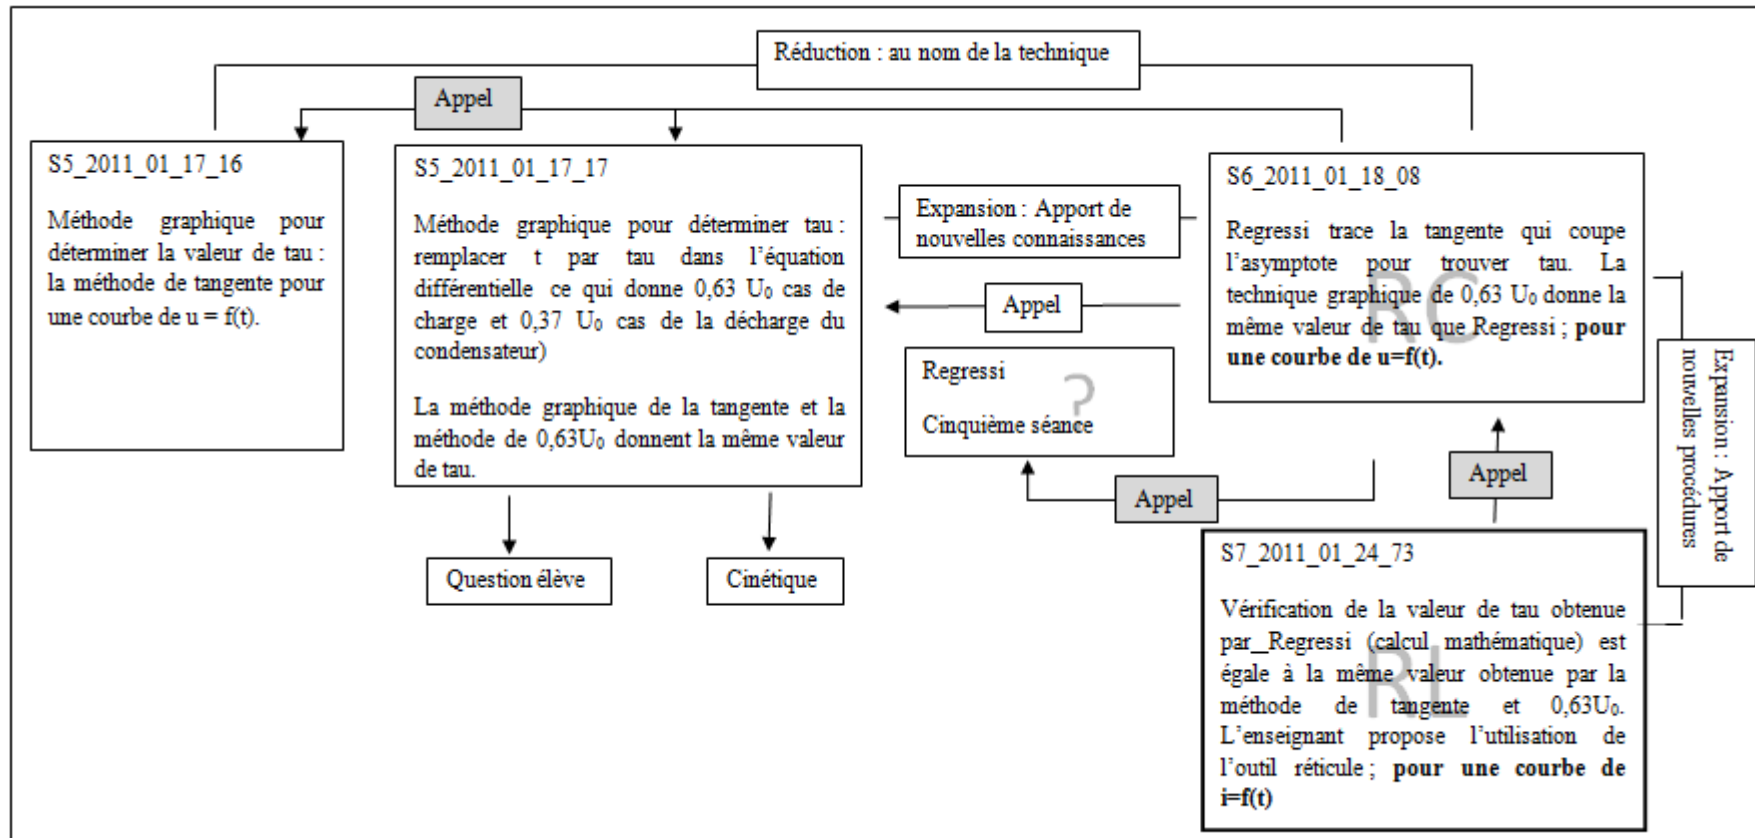 Réduction : au nom de la technique
Appel
S5_2011_01_17_16
Méthode graphique pour
déterminer la valeur de tau :
la méthode de tangente pour
une courbe de u = f(t).
S5_2011_01_17_17
Méthode graphique pour déterminer tau :
remplacer t par tau dans l’équation
différentielle ce qui donne 0,63 U₀ cas de
charge et 0,37 U₀ cas de la décharge du
condensateur)
La méthode graphique de la tangente et la
méthode de 0,63U₀ donnent la même valeur
de tau.
Question élève
Cinétique
Expansion : Apport de
nouvelles connaissances
Appel
Regressi
?
Cinquième séance
Appel
S6_2011_01_18_08
Regressi trace la tangente qui coupe
l’asymptote pour trouver tau. La
technique graphique de 0,63 U₀ donne la
même valeur de tau que Regressi ; pour
une courbe de u=f(t).
RC
Appel
Expansion : Apport de
nouvelles procédures
S7_2011_01_24_73
Vérification de la valeur de tau obtenue
par_Regressi (calcul mathématique) est
égale à la même valeur obtenue par la
méthode de tangente et 0,63U₀.
L’enseignant propose l’utilisation de
l’outil réticule ; pour une courbe de
i=f(t)
RL